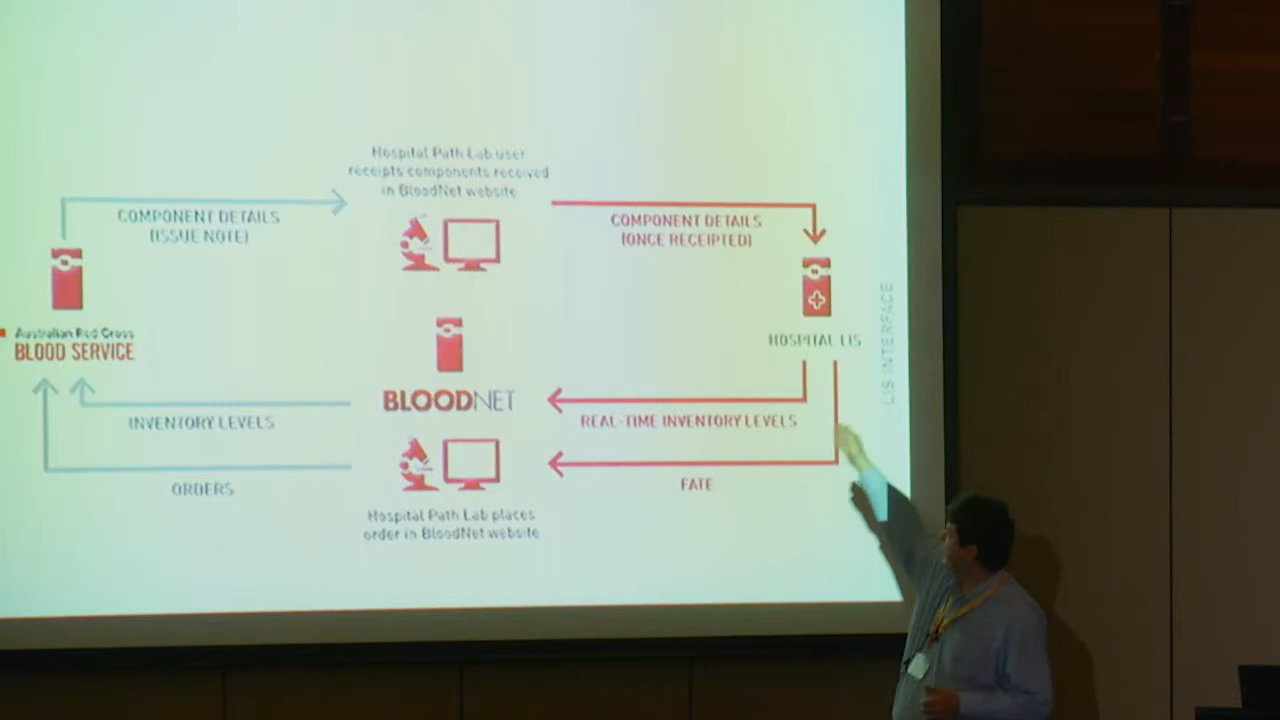 Hospital Path Lab user
receipts components received
in BloodNet website
COMPONENT DETAILS
(ISSUE NOTE)
COMPONENT DETAILS
(ONCE RECEIPTED)
Australian Red Cross
BLOOD SERVICE
HOSPITAL LIS
LIS INTERFACE
BLOODNET
INVENTORY LEVELS
REAL-TIME INVENTORY LEVELS
ORDERS
FATE
Hospital Path Lab places
order in BloodNet website